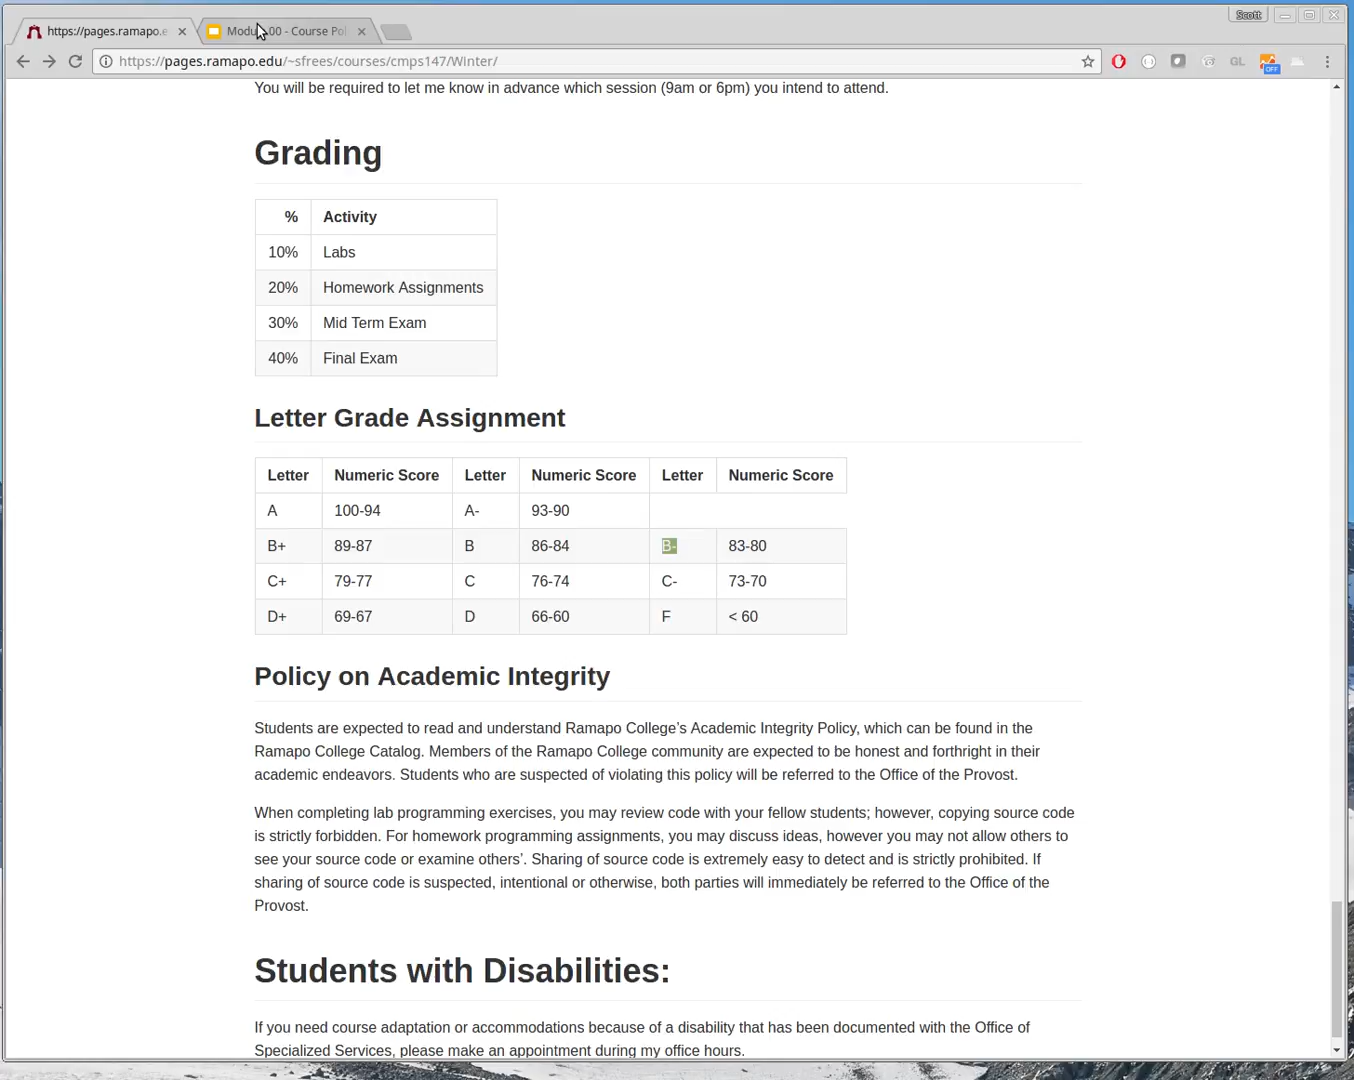 Scott
https://pages.ramapo.e
Modul 00 - Course Pol
https://pages.ramapo.edu/~sfrees/courses/cmps147/Winter/
GL
OFF
You will be required to let me know in advance which session (9am or 6pm) you intend to attend.
Grading
% Activity
10% Labs
20% Homework Assignments
30% Mid Term Exam
40% Final Exam
Letter Grade Assignment
Letter Numeric Score Letter Numeric Score Letter Numeric Score
A 100-94 A- 93-90
B+ 89-87 B 86-84 B- 83-80
C+ 79-77 C 76-74 C- 73-70
D+ 69-67 D 66-60 F < 60
Policy on Academic Integrity
Students are expected to read and understand Ramapo College’s Academic Integrity Policy, which can be found in the
Ramapo College Catalog. Members of the Ramapo College community are expected to be honest and forthright in their
academic endeavors. Students who are suspected of violating this policy will be referred to the Office of the Provost.
When completing lab programming exercises, you may review code with your fellow students; however, copying source code
is strictly forbidden. For homework programming assignments, you may discuss ideas, however you may not allow others to
see your source code or examine others’. Sharing of source code is extremely easy to detect and is strictly prohibited. If
sharing of source code is suspected, intentional or otherwise, both parties will immediately be referred to the Office of the
Provost.
Students with Disabilities:
If you need course adaptation or accommodations because of a disability that has been documented with the Office of
Specialized Services, please make an appointment during my office hours.